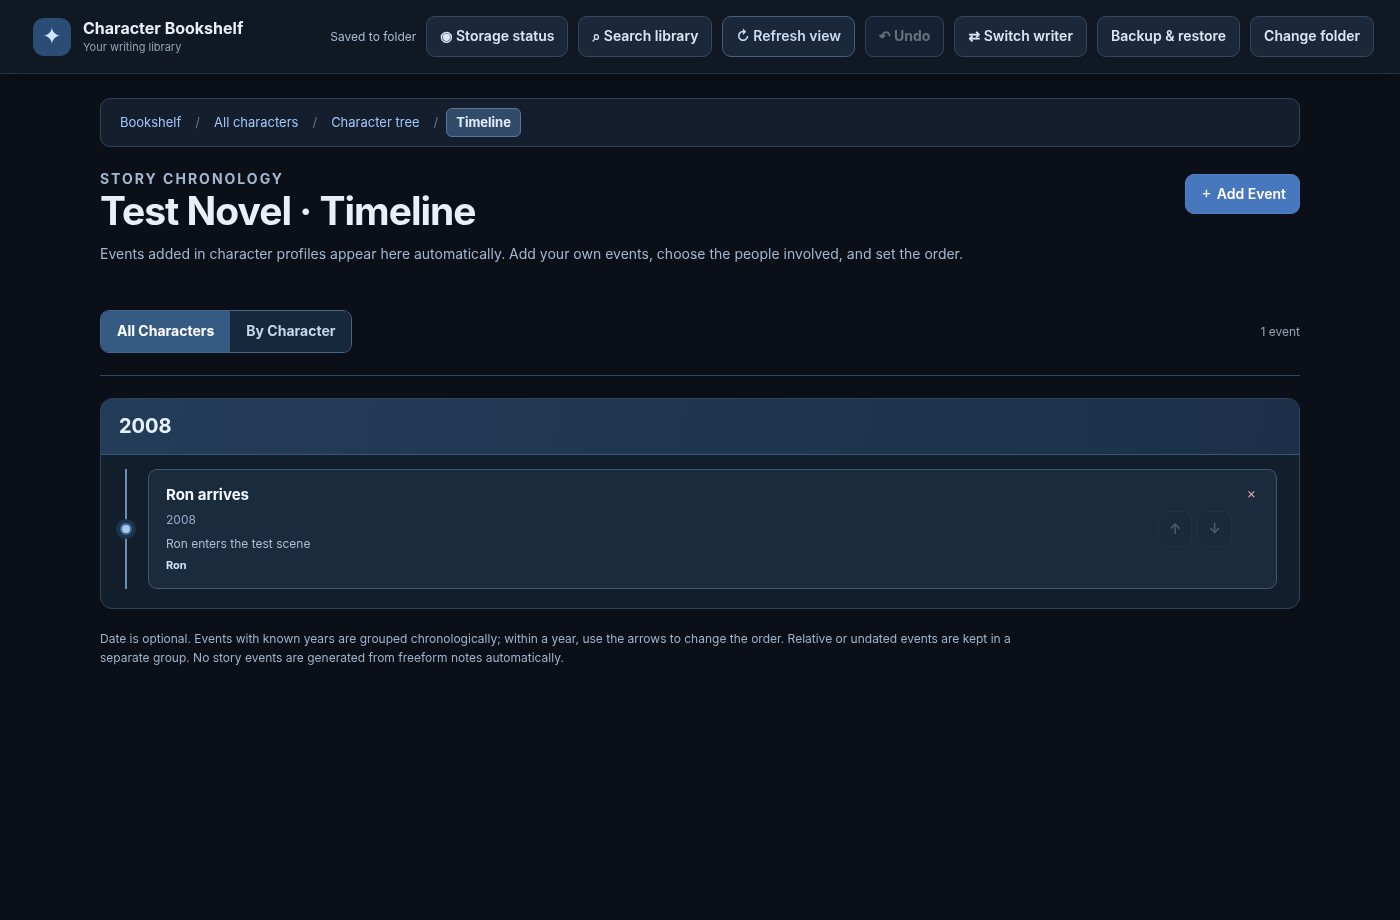 Character Bookshelf
Your writing library
Saved to folder
◉ Storage status
⌕ Search library
↻ Refresh view
↶ Undo
⇄ Switch writer
Backup & restore
Change folder
Bookshelf / All characters / Character tree / Timeline
STORY CHRONOLOGY
Test Novel · Timeline
+ Add Event
Events added in character profiles appear here automatically. Add your own events, choose the people involved, and set the order.
All Characters
By Character
1 event
2008
Ron arrives
×
2008
↑ ↓
Ron enters the test scene
Ron
Date is optional. Events with known years are grouped chronologically; within a year, use the arrows to change the order. Relative or undated events are kept in a
separate group. No story events are generated from freeform notes automatically.